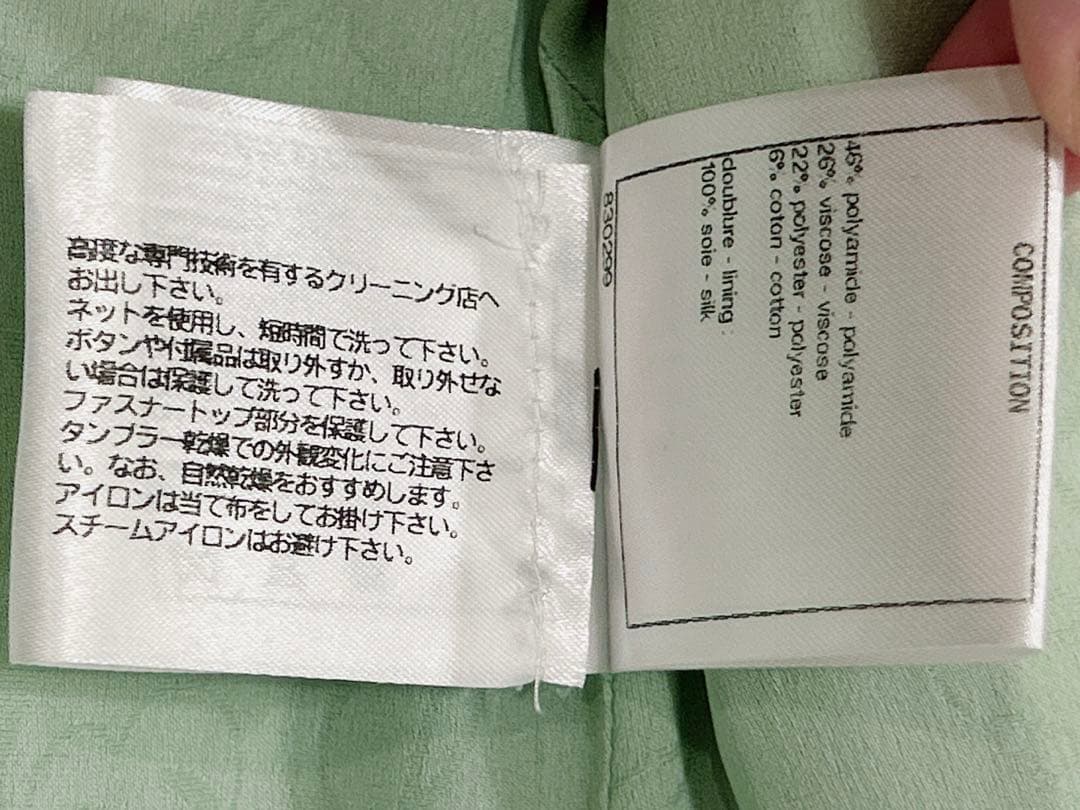 高度な専門技術を有するクリーニング店へ
お出し下さい。
ネットを使用し、短時間で洗って下さい。
ボタンや付属品は取り外すか、取り外せな
い場合は保護して洗って下さい。
ファスナートップ部分を保護して下さい。
タンブラー乾燥での外観変化にご注意下さ
い。なお、自然乾燥をおすすめします。
アイロンは当て布をしてお掛け下さい。
スチームアイロンはお避け下さい。
COMPOSITION
46% polyamide - polyamide
26% viscose - viscose
22% polyester - polyester
6% coton - cotton
doublure - lining :
100% soie - silk
830299